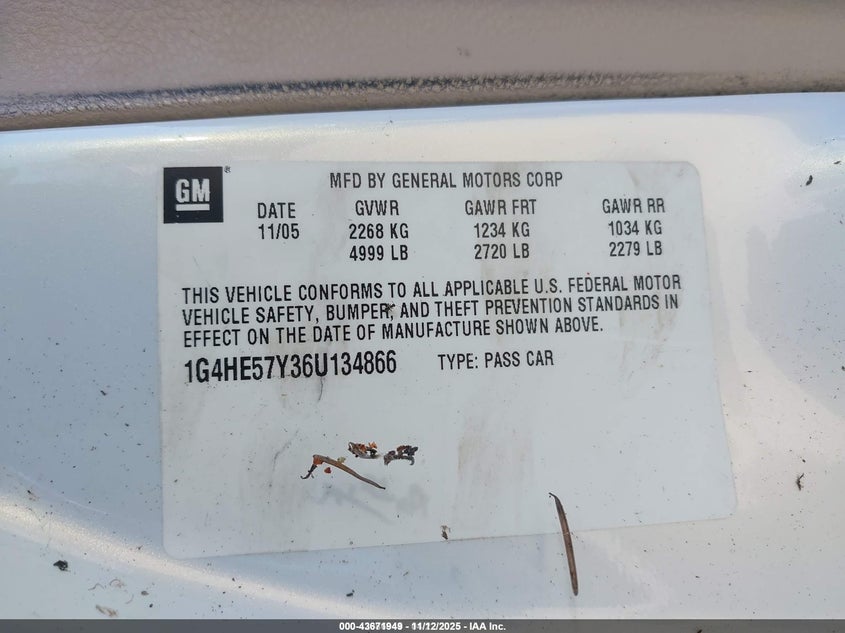 GM
MFD BY GENERAL MOTORS CORP
DATE GVWR GAWR FRT GAWR RR
11/05 2268 KG 1234 KG 1034 KG
4999 LB 2720 LB 2279 LB
THIS VEHICLE CONFORMS TO ALL APPLICABLE U.S. FEDERAL MOTOR
VEHICLE SAFETY, BUMPER, AND THEFT PREVENTION STANDARDS IN
EFFECT ON THE DATE OF MANUFACTURE SHOWN ABOVE.
1G4HE57Y36U134866 TYPE: PASS CAR
000-43671949 - 11/12/2025 - IAA Inc.